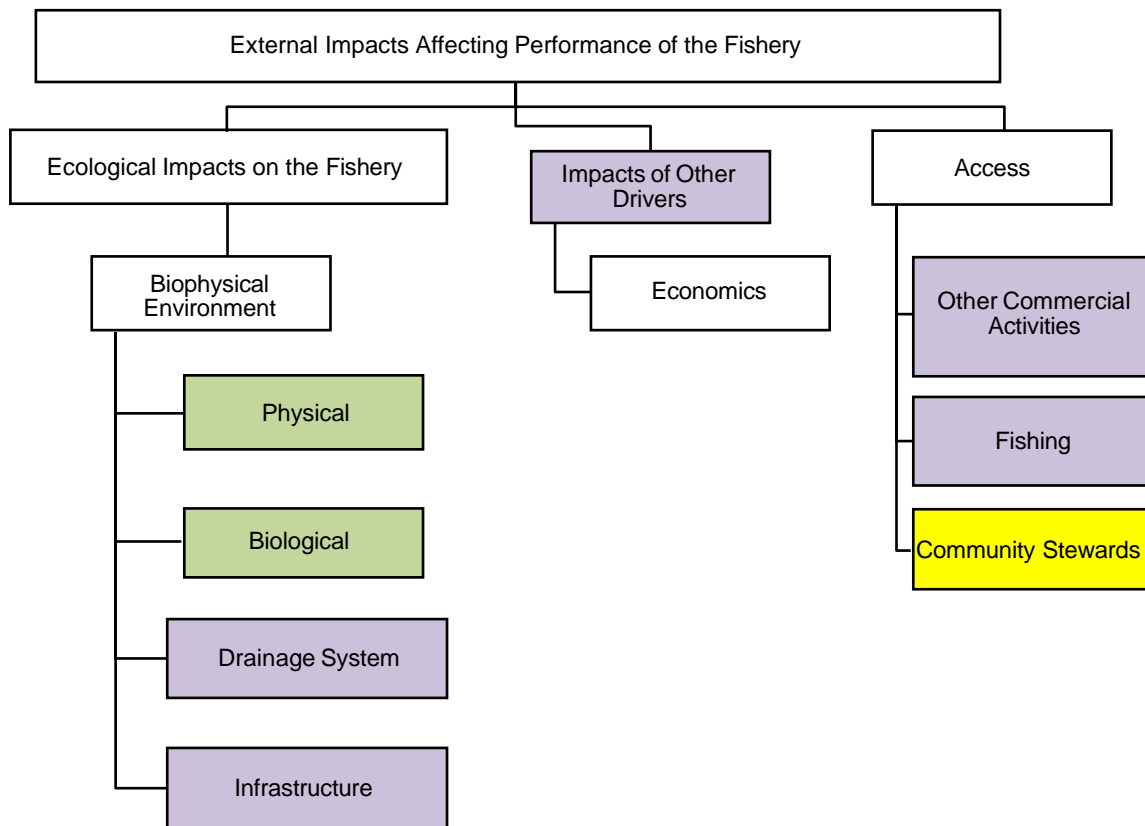 External Impacts Affecting Performance of the Fishery
Ecological Impacts on the Fishery
Impacts of Other
Drivers
Access
Biophysical
Environment
Economics
Other Commercial
Activities
Physical
Fishing
Biological
Community Stewards
Drainage System
Infrastructure